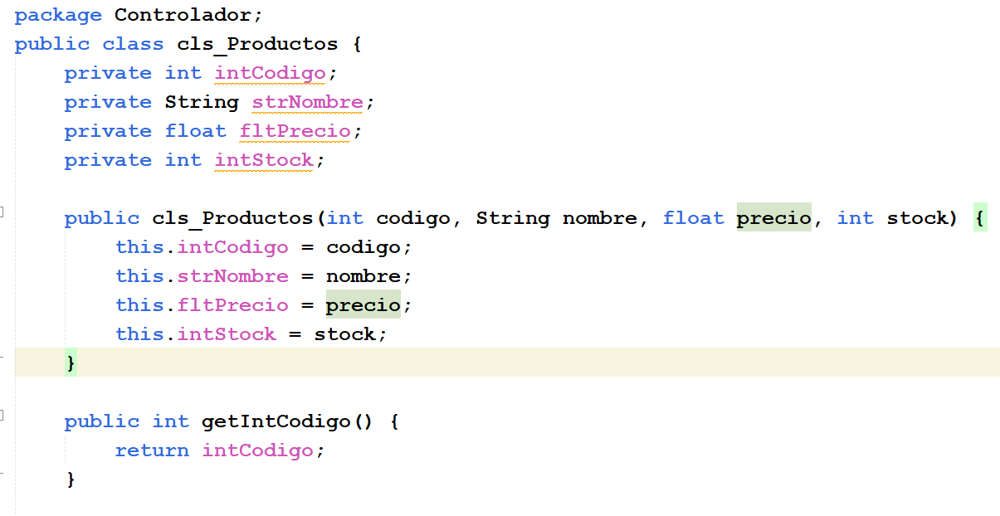 package Controlador;
public class cls_Productos {
    private int intCodigo;
    private String strNombre;
    private float fltPrecio;
    private int intStock;

    public cls_Productos(int codigo, String nombre, float precio, int stock) {
        this.intCodigo = codigo;
        this.strNombre = nombre;
        this.fltPrecio = precio;
        this.intStock = stock;
    }

    public int getIntCodigo() {
        return intCodigo;
    }